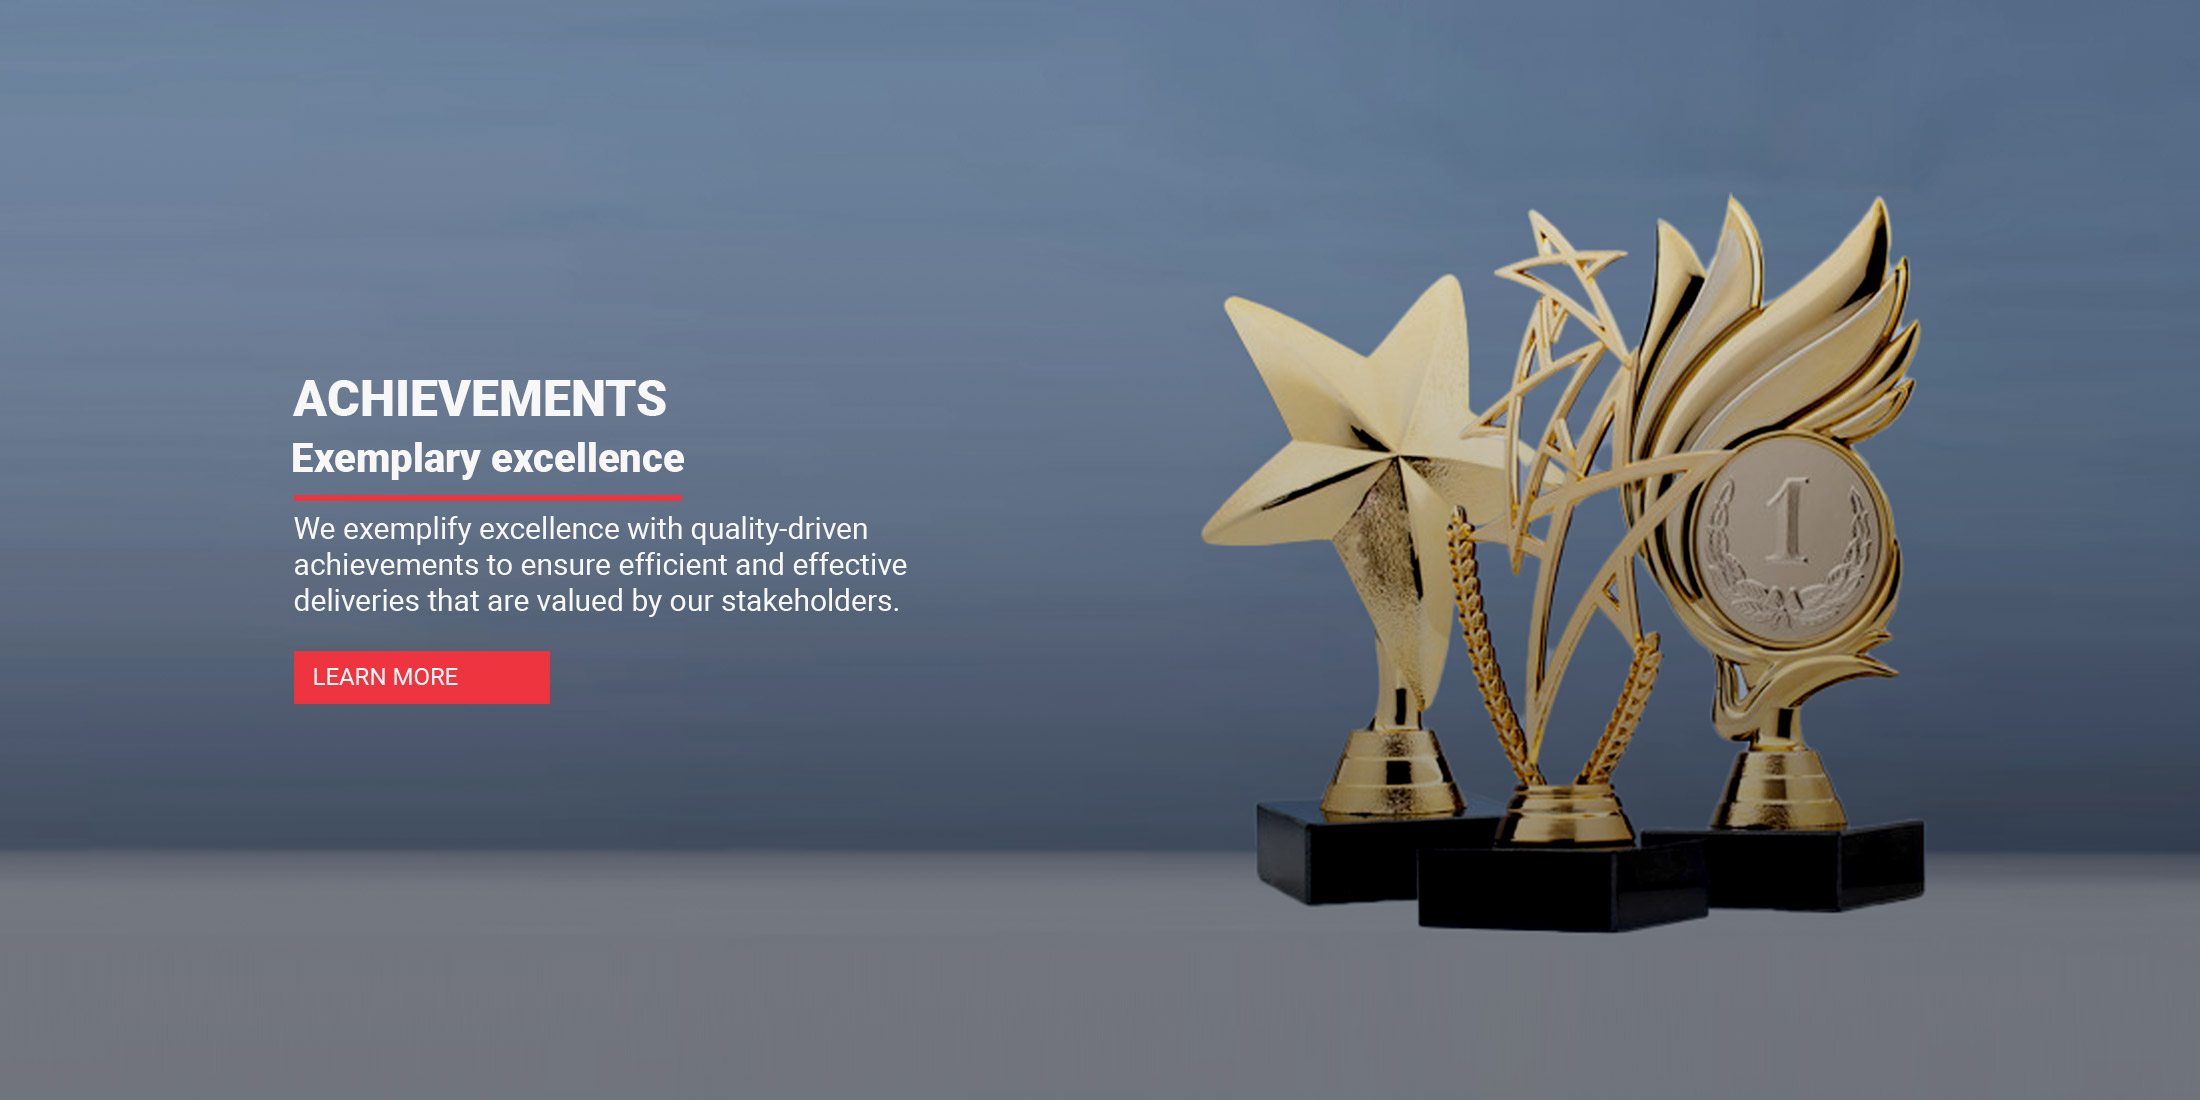 ACHIEVEMENTS
Exemplary excellence
We exemplify excellence with quality-driven
achievements to ensure efficient and effective
deliveries that are valued by our stakeholders.
LEARN MORE
1